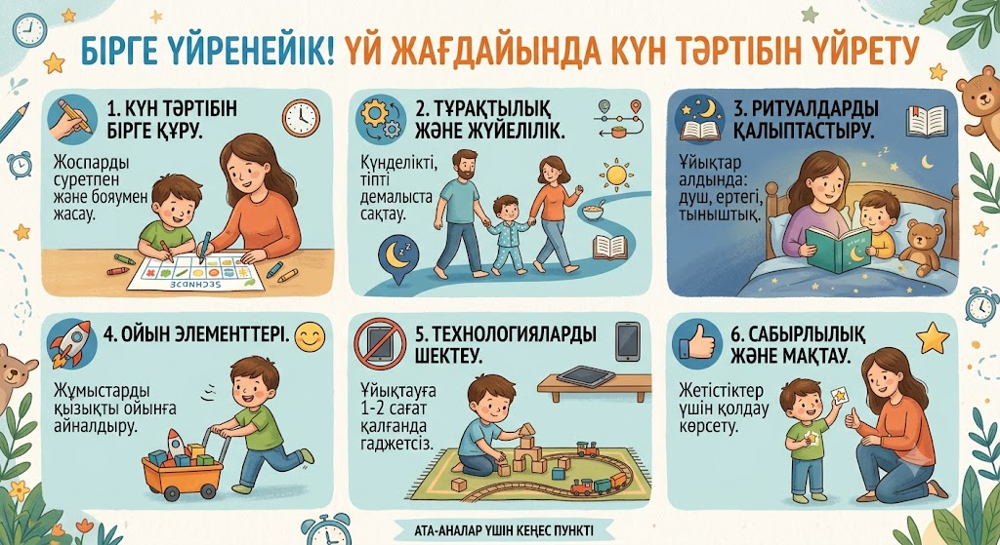 БІРГЕ ҮЙРЕНЕЙІК! ҮЙ ЖАҒДАЙЫНДА КҮН ТӘРТІБІН ҮЙРЕТУ
1. КҮН ТӘРТІБІН
БІРГЕ ҚҰРУ.
Жоспарды
суретпен
және бояумен
жасау.
2. ТҰРАҚТЫЛЫҚ
ЖӘНЕ ЖҮЙЕЛІЛІК.
Күнделікті,
тіпті
демалыста
сақтау.
3. РИТУАЛДАРДЫ
ҚАЛЫПТАСТЫРУ.
Ұйықтар
алдында:
душ, ертегі,
тыныштық.
4. ОЙЫН ЭЛЕМЕНТТЕРІ.
Жұмыстарды
қызықты ойынға
айналдыру.
5. ТЕХНОЛОГИЯЛАРДЫ
ШЕКТЕУ.
Ұйықтауға
1-2 сағат
қалғанда
гаджетсіз.
6. САБЫРЛЫЛЫҚ
ЖӘНЕ МАҚТАУ.
Жетістіктер
үшін қолдау
көрсету.
АТА-АНАЛАР ҮШІН КЕҢЕС ПУНКТІ